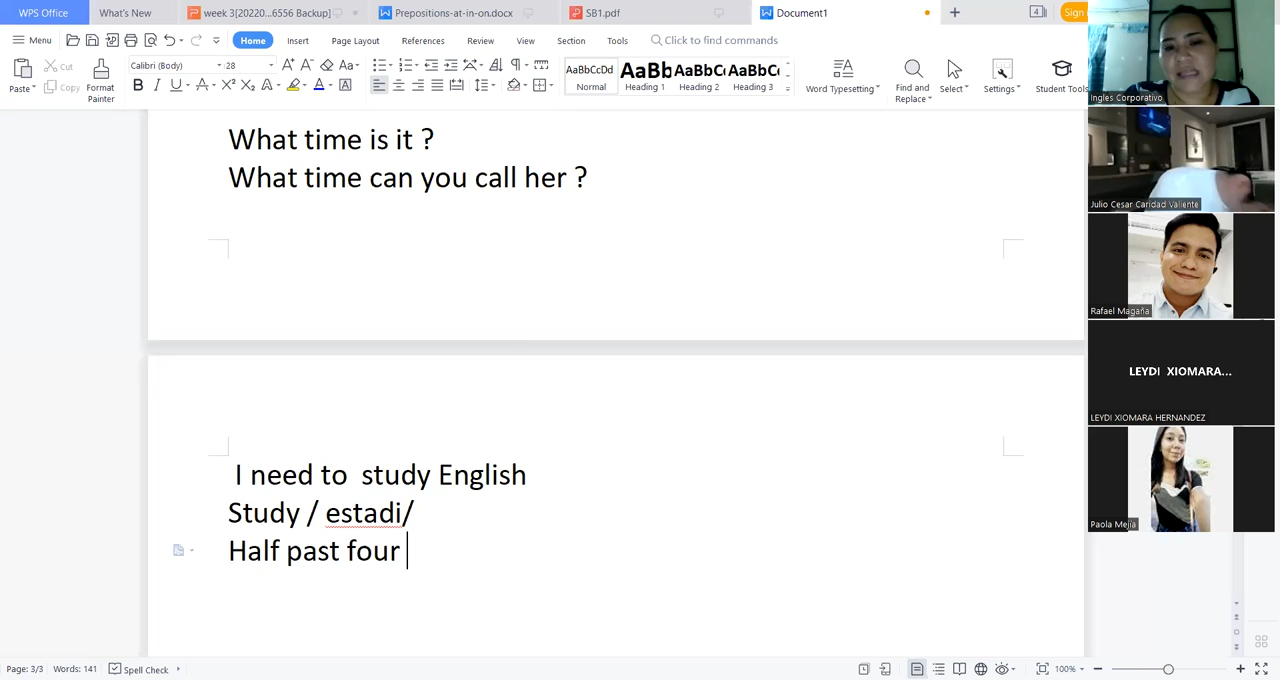 WPS Office
What's New
week 3[20220...6556 Backup]
Prepositions-at-in-on.docx
SB1.pdf
Document1
4
Sign
Menu
Home
Insert
Page Layout
References
Review
View
Section
Tools
Click to find commands
Paste
Cut
Copy
Format Painter
Calibri (Body)
28
AaBbCcDd
Normal
AaBb
Heading 1
AaBbC
Heading 2
AaBbC
Heading 3
Word Typesetting
Find and Replace
Select
Settings
Student Tools
What time is it ?
What time can you call her ?
I need to  study English
Study / estadi/
Half past four
Ingles Corporativo
Julio Cesar Caridad Valiente
Rafael Magaña
LEYDI XIOMARA...
LEYDI XIOMARA HERNANDEZ
Paola Mejia
Page: 3/3
Words: 141
Spell Check
100%